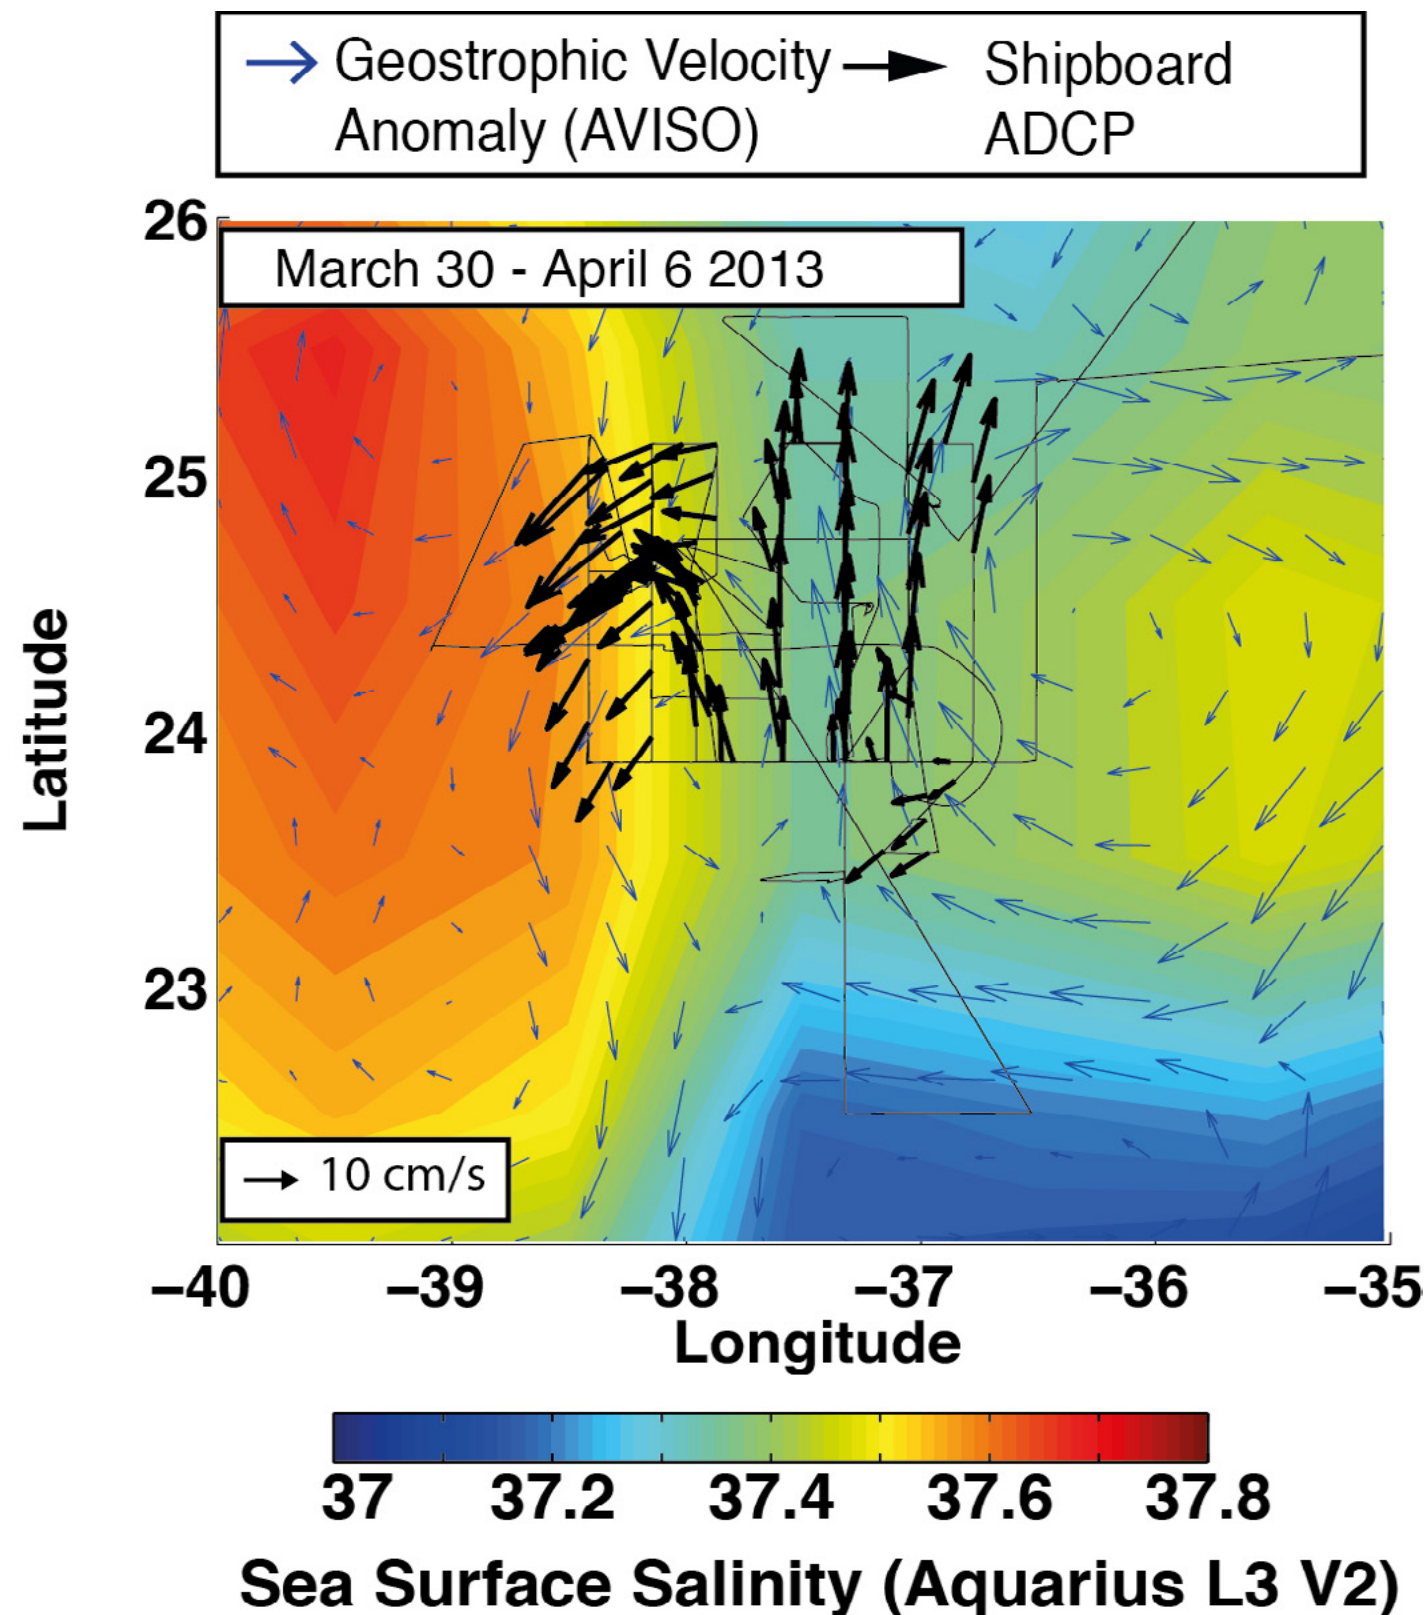 Geostrophic Velocity Shipboard
Anomaly (AVISO) ADCP
26
March 30 - April 6 2013
25
24
23
Latitude
10 cm/s
–40 –39 –38 –37 –36 –35
Longitude
37 37.2 37.4 37.6 37.8
Sea Surface Salinity (Aquarius L3 V2)